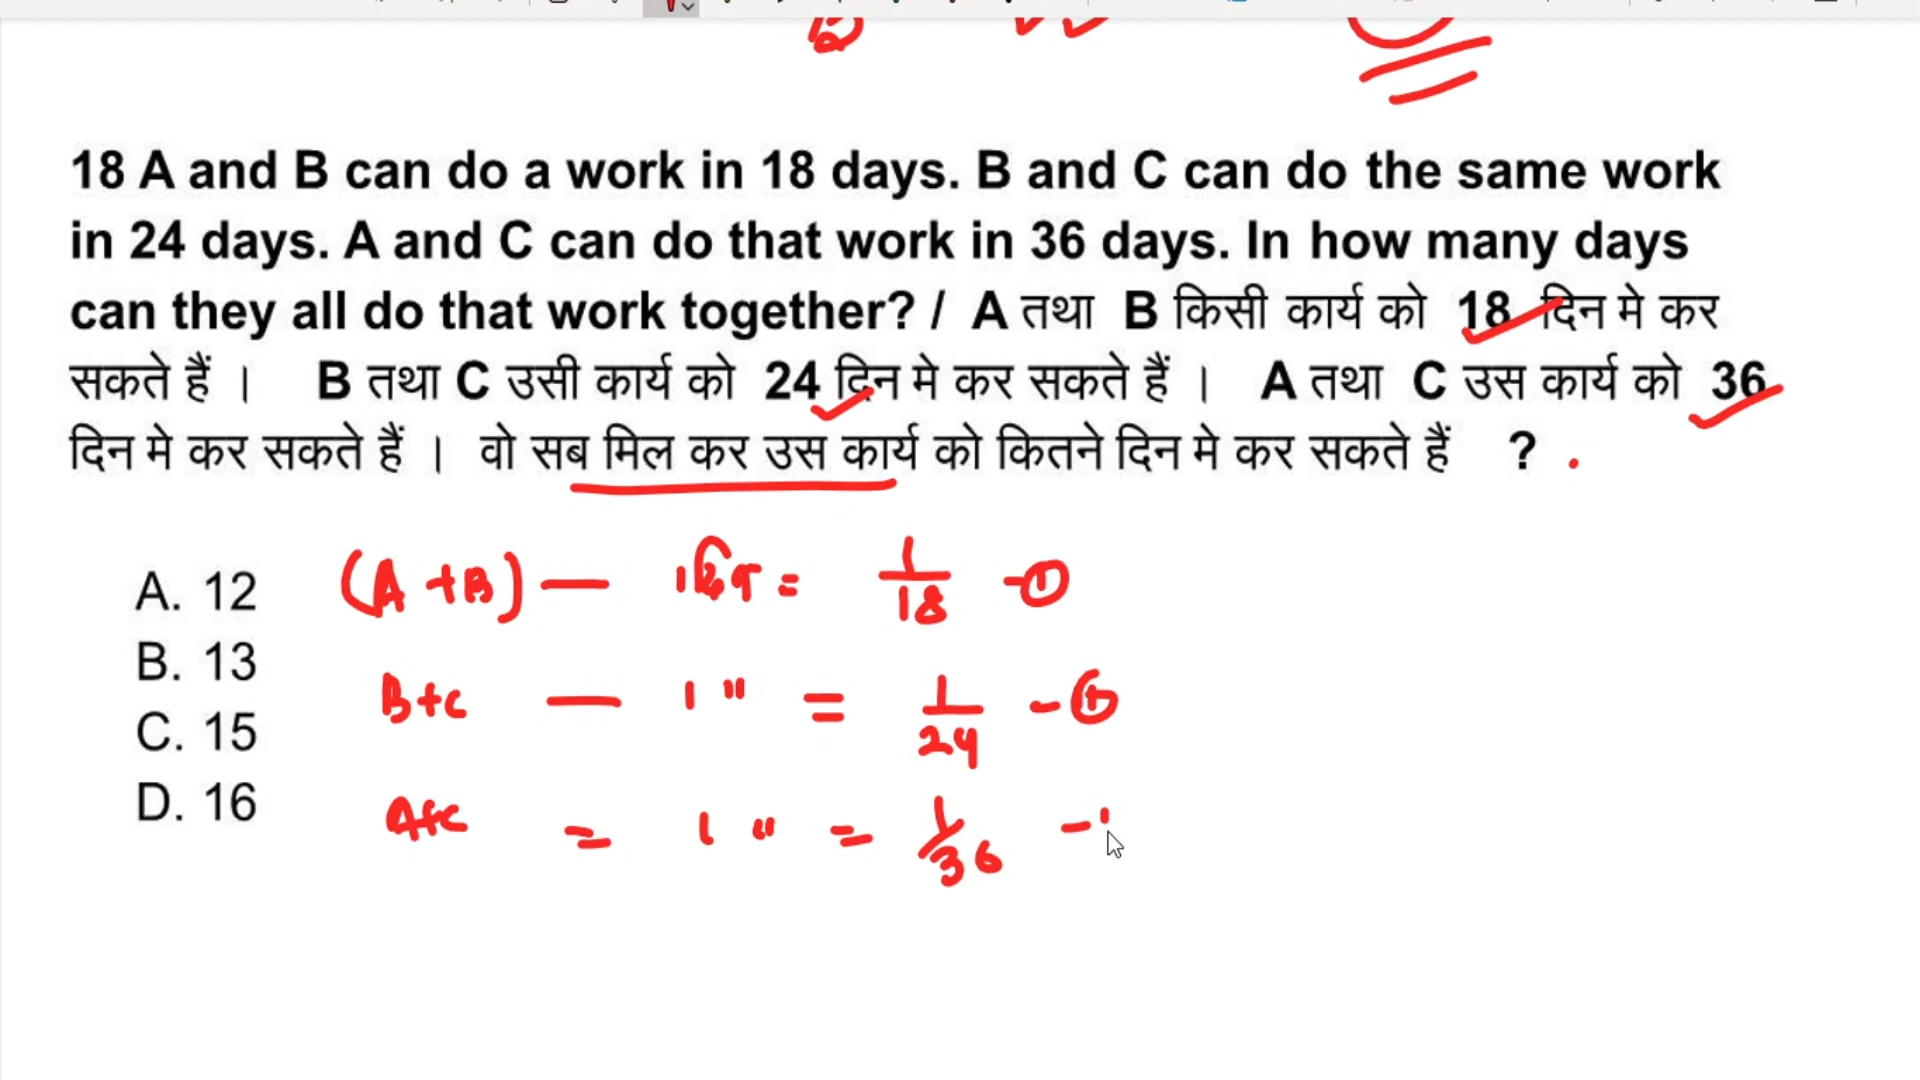 18 A and B can do a work in 18 days. B and C can do the same work
in 24 days. A and C can do that work in 36 days. In how many days
can they all do that work together? / A तथा B किसी कार्य को 18 दिन मे कर
सकते हैं । B तथा C उसी कार्य को 24 दिन मे कर सकते हैं । A तथा C उस कार्य को 36
दिन मे कर सकते हैं । वो सब मिल कर उस कार्य को कितने दिन मे कर सकते हैं ?
A. 12
B. 13
C. 15
D. 16
(A + B) — 1 दिन = 1/18 - ①
B+C — 1 " = 1/24 -
A+C = 1 " = 1/36 -